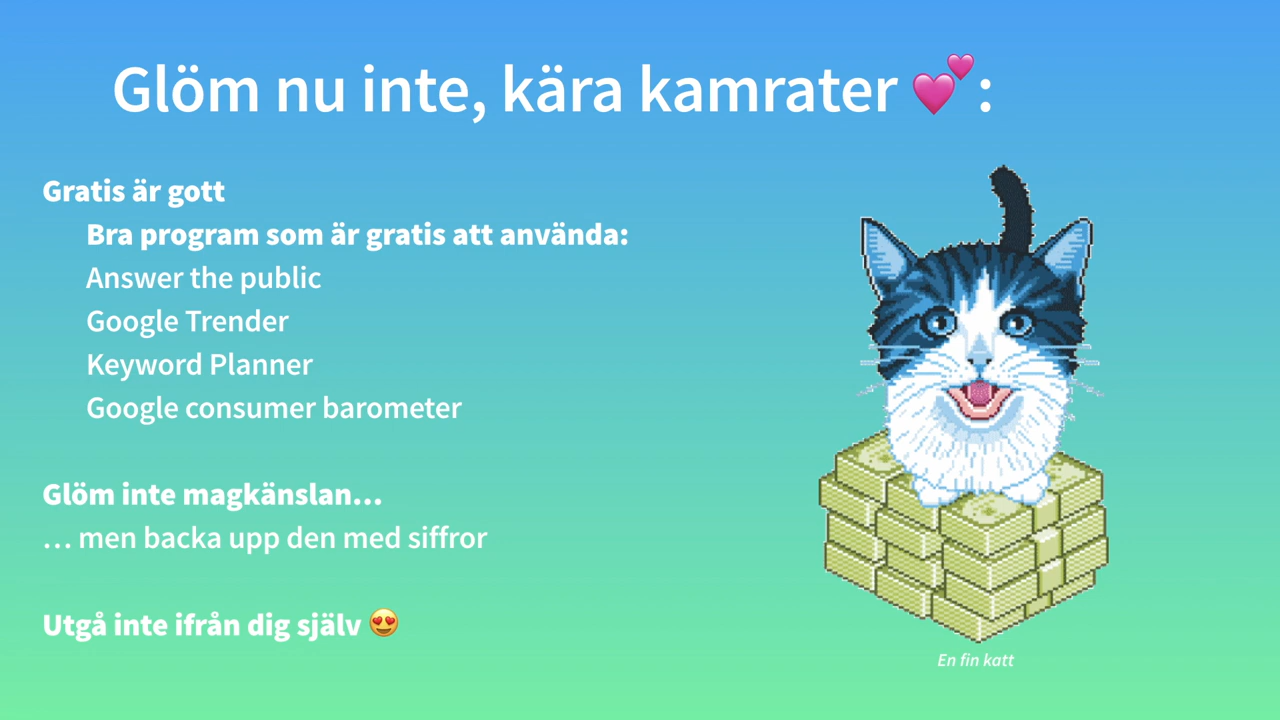 Glöm nu inte, kära kamrater 💕:
Gratis är gott
Bra program som är gratis att använda:
Answer the public
Google Trender
Keyword Planner
Google consumer barometer
Glöm inte magkänslan...
... men backa upp den med siffror
Utgå inte ifrån dig själv 😍
En fin katt